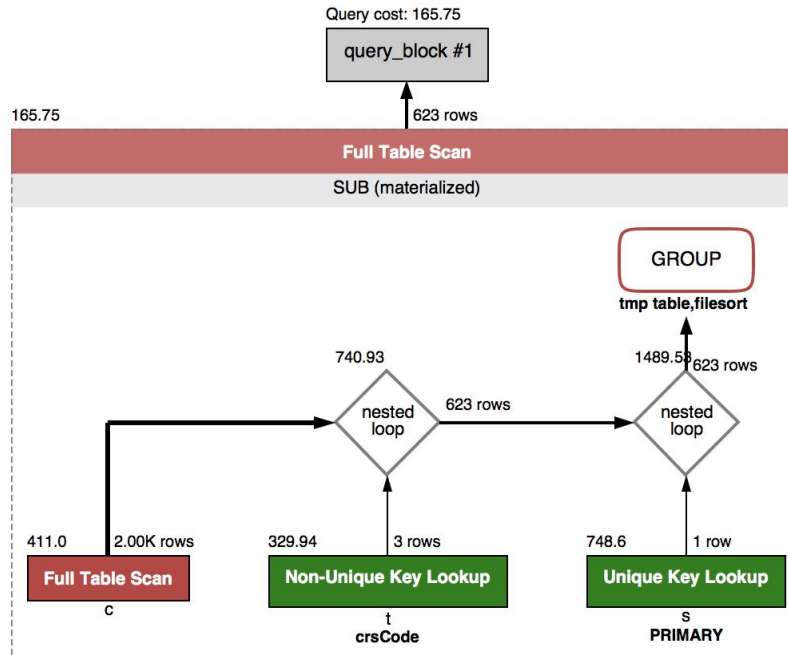 Query cost: 165.75
query_block #1
165.75
623 rows
Full Table Scan
SUB (materialized)
GROUP
tmp table,filesort
740.93
1489.53
623 rows
nested
loop
623 rows
nested
loop
411.0
2.00K rows
329.94
3 rows
748.6
1 row
Full Table Scan
Non-Unique Key Lookup
Unique Key Lookup
c
t
crsCode
s
PRIMARY